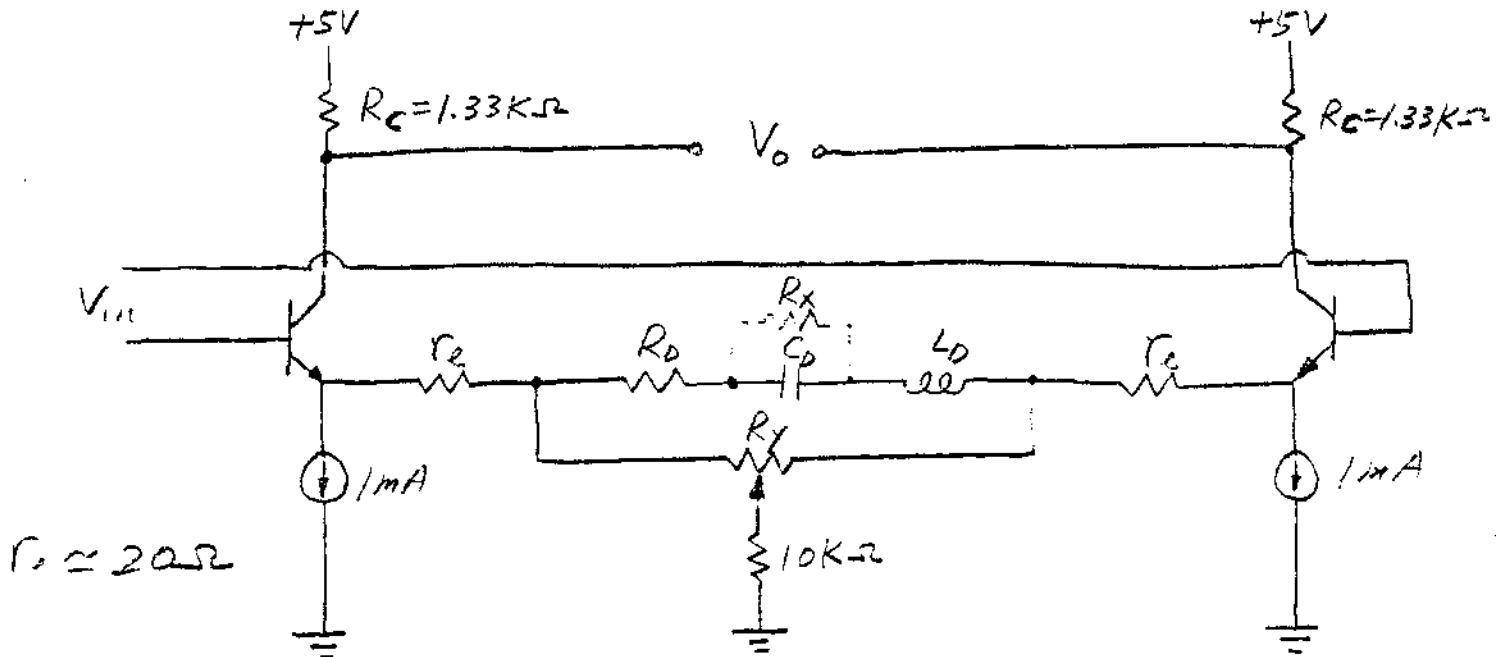 +5V
+5V
Rc=1.33KΩ
Rc=1.33KΩ
Vo
Vin
Rx
re
RD
CD
LD
re
Ry
1mA
1mA
10KΩ
≃ 20Ω